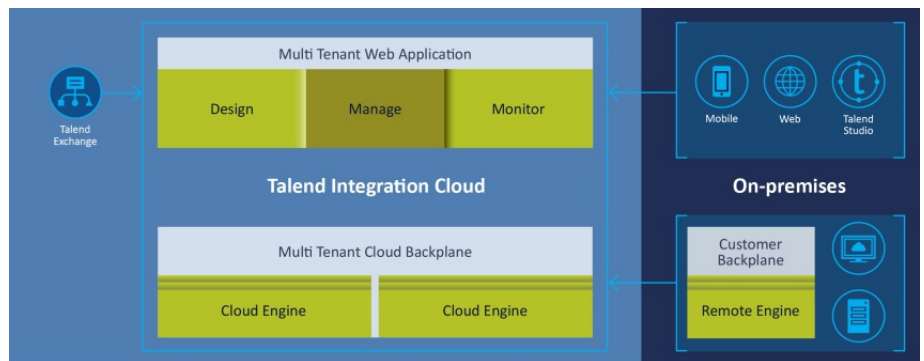 Multi Tenant Web Application
Design
Manage
Monitor
Talend
Exchange
Mobile
Web
Talend
Studio
Talend Integration Cloud
On-premises
Multi Tenant Cloud Backplane
Cloud Engine
Cloud Engine
Customer
Backplane
Remote Engine
t